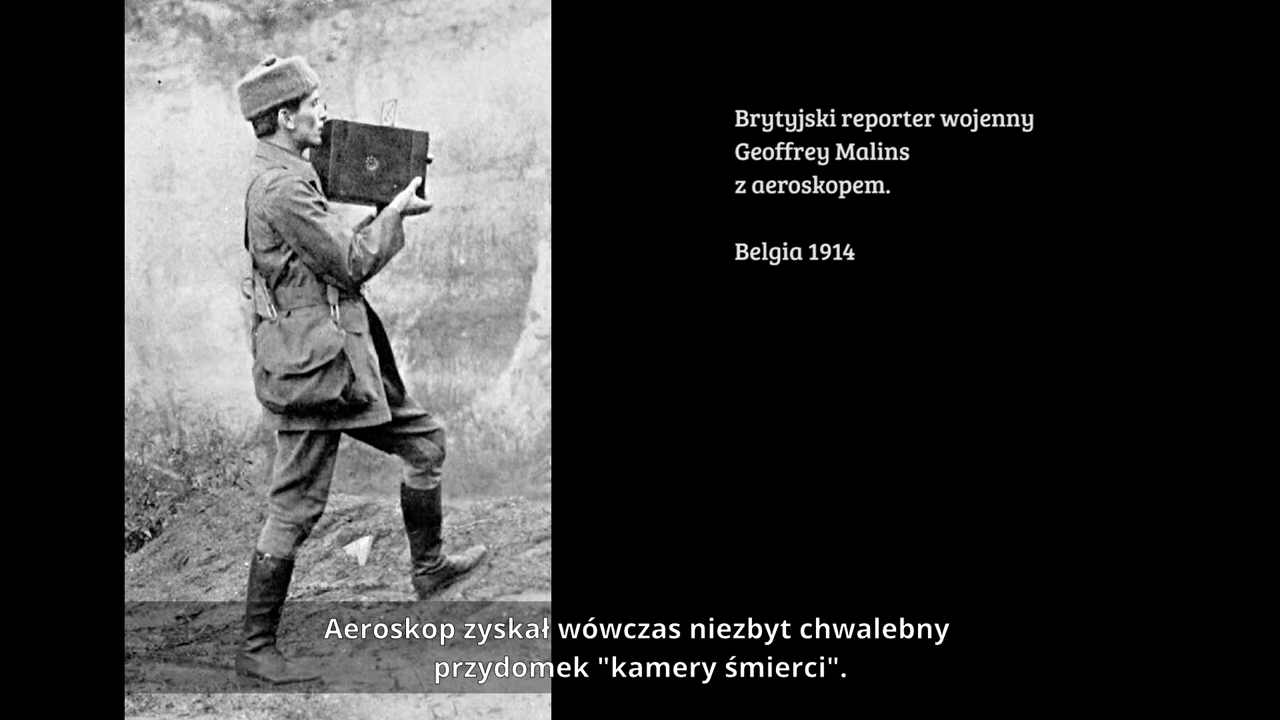 Brytyjski reporter wojenny
Geoffrey Malins
z aeroskopem.
Belgia 1914
Aeroskop zyskał wówczas niezbyt chwalebny
przydomek "kamery śmierci".